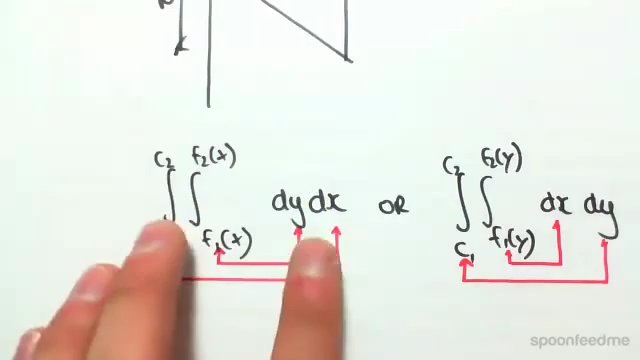 c₂ f₂(x) c₂ f₂(y)
∫∫ dy dx OR ∫∫ dx dy
f₁(x) c₁ f₁(y)
spoonfeedme